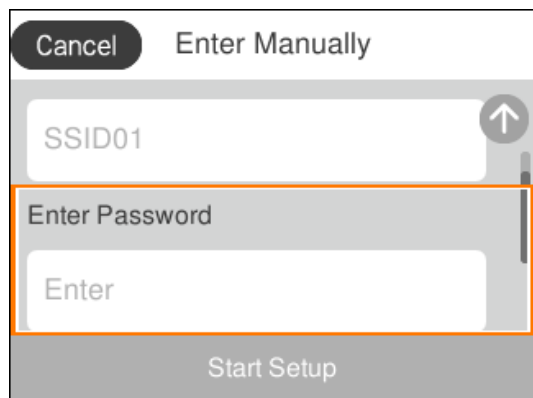 Cancel Enter Manually
SSID01
Enter Password
Enter
Start Setup